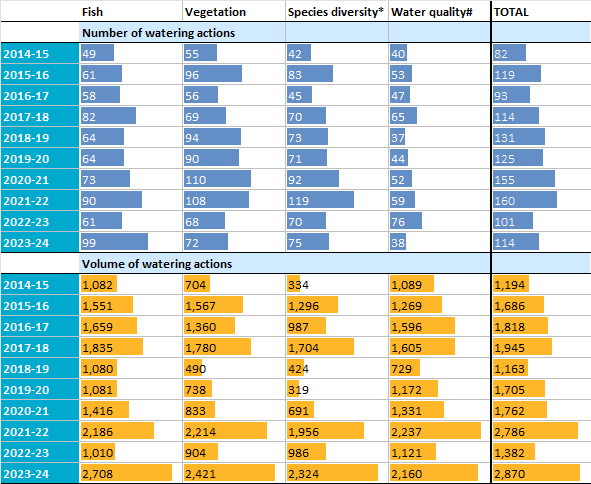 Fish Vegetation Species diversity* Water quality# TOTAL
Number of watering actions
2014-15 49 55 42 40 82
2015-16 61 96 83 53 119
2016-17 58 56 45 47 93
2017-18 82 69 70 65 114
2018-19 64 94 73 37 131
2019-20 64 90 71 44 125
2020-21 73 110 92 52 155
2021-22 90 108 119 59 160
2022-23 61 68 70 76 101
2023-24 99 72 75 38 114
Volume of watering actions
2014-15 1,082 704 334 1,089 1,194
2015-16 1,551 1,567 1,296 1,269 1,686
2016-17 1,659 1,360 987 1,596 1,818
2017-18 1,835 1,780 1,704 1,605 1,945
2018-19 1,080 490 424 729 1,163
2019-20 1,081 738 319 1,172 1,705
2020-21 1,416 833 691 1,331 1,762
2021-22 2,186 2,214 1,956 2,237 2,786
2022-23 1,010 904 986 1,121 1,382
2023-24 2,708 2,421 2,324 2,160 2,870